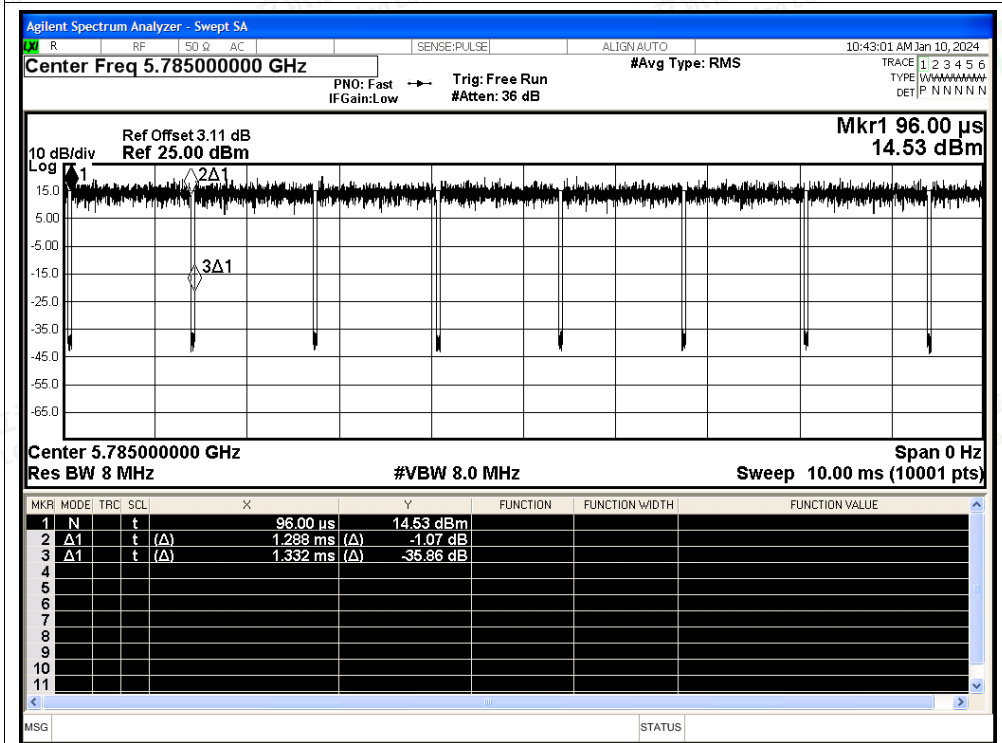 Agilent Spectrum Analyzer - Swept SA
LXI R RF 50 Ω AC SENSE:PULSE ALIGN AUTO 10:43:01 AM Jan 10, 2024
Center Freq 5.785000000 GHz #Avg Type: RMS TRACE 1 2 3 4 5 6
PNO: Fast Trig: Free Run TYPE W
IFGain:Low #Atten: 36 dB DET P N N N N N
Mkr1 96.00 µs
Ref Offset 3.11 dB
10 dB/div Ref 25.00 dBm 14.53 dBm
Log
1 2Δ1
15.0
5.00
-5.00
3Δ1
-15.0
-25.0
-35.0
-45.0
-55.0
-65.0
Center 5.785000000 GHz Span 0 Hz
Res BW 8 MHz #VBW 8.0 MHz Sweep 10.00 ms (10001 pts)
MKR MODE TRC SCL X Y FUNCTION FUNCTION WIDTH FUNCTION VALUE
1 N t 96.00 µs 14.53 dBm
2 Δ1 t (Δ) 1.288 ms (Δ) -1.07 dB
3 Δ1 t (Δ) 1.332 ms (Δ) -35.86 dB
4
5
6
7
8
9
10
11
MSG STATUS